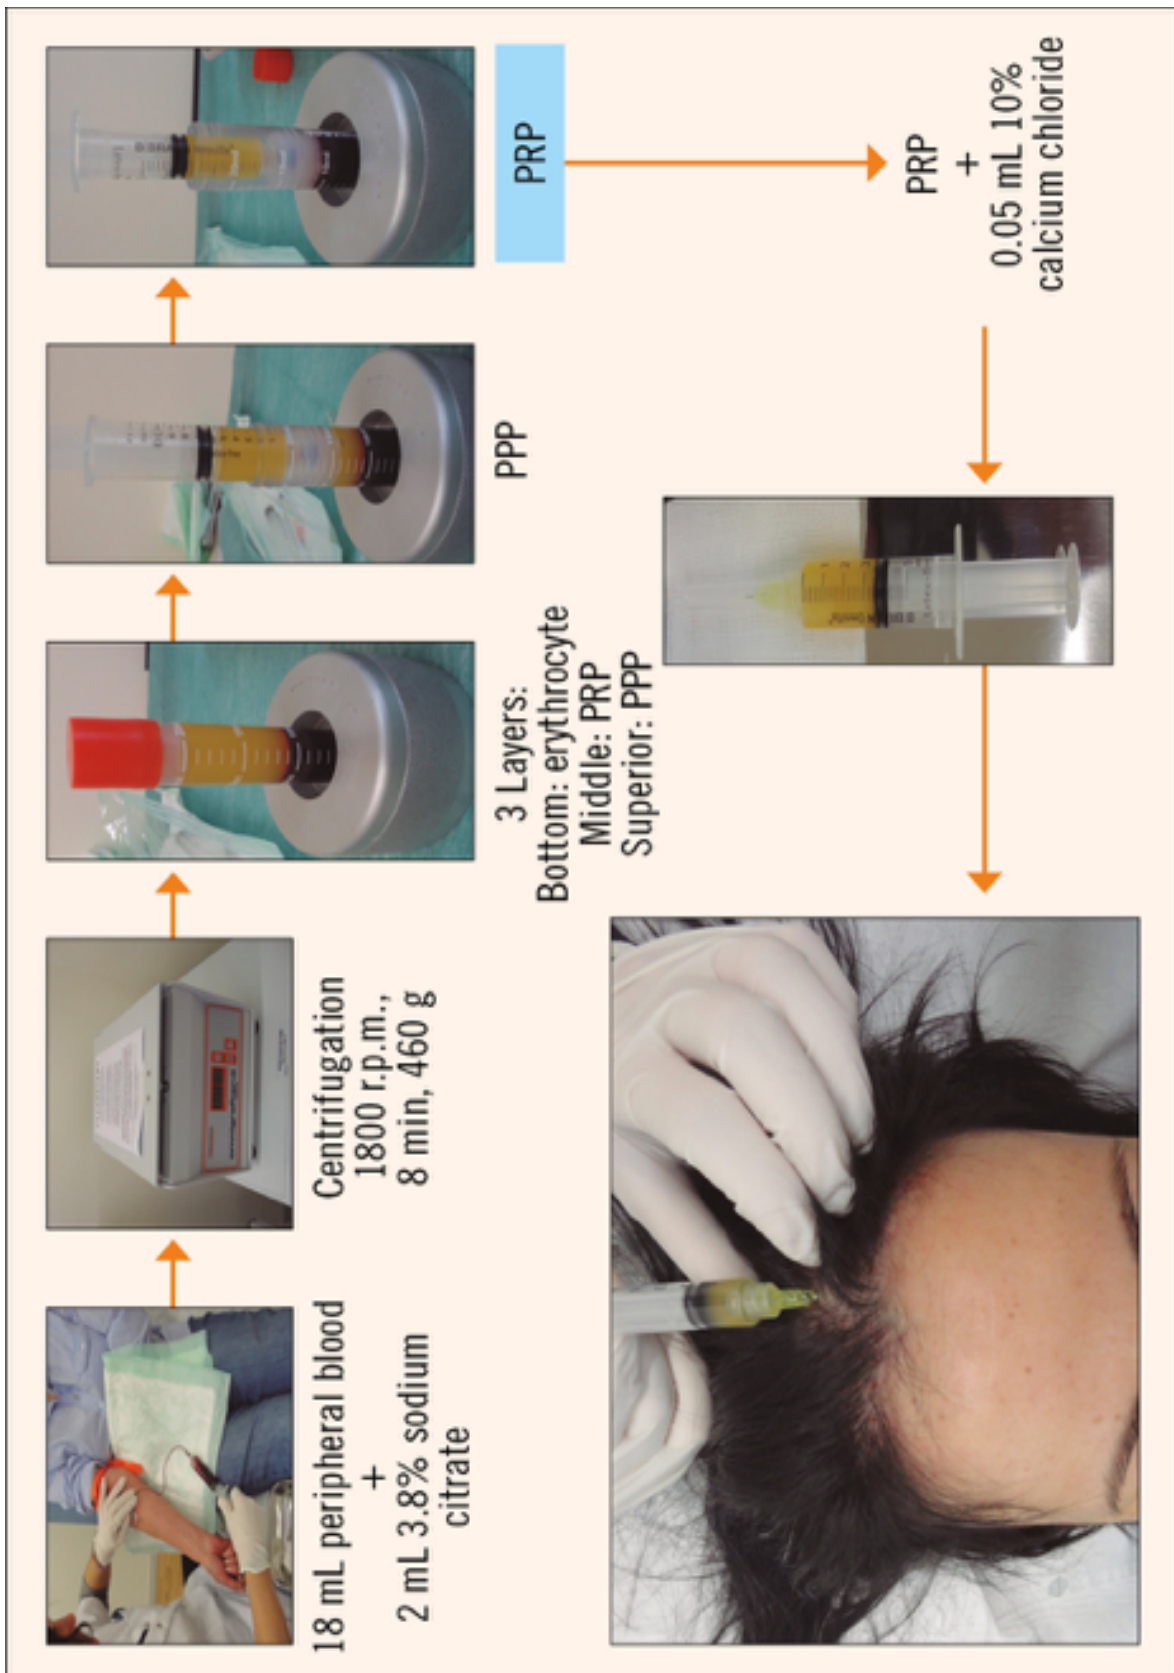 18 mL peripheral blood
+
2 mL 3.8% sodium
citrate
Centrifugation
1800 r.p.m.,
8 min, 460 g
3 Layers:
Bottom: erythrocyte
Middle: PRP
Superior: PPP
PPP
PRP
PRP
+
0.05 mL 10%
calcium chloride